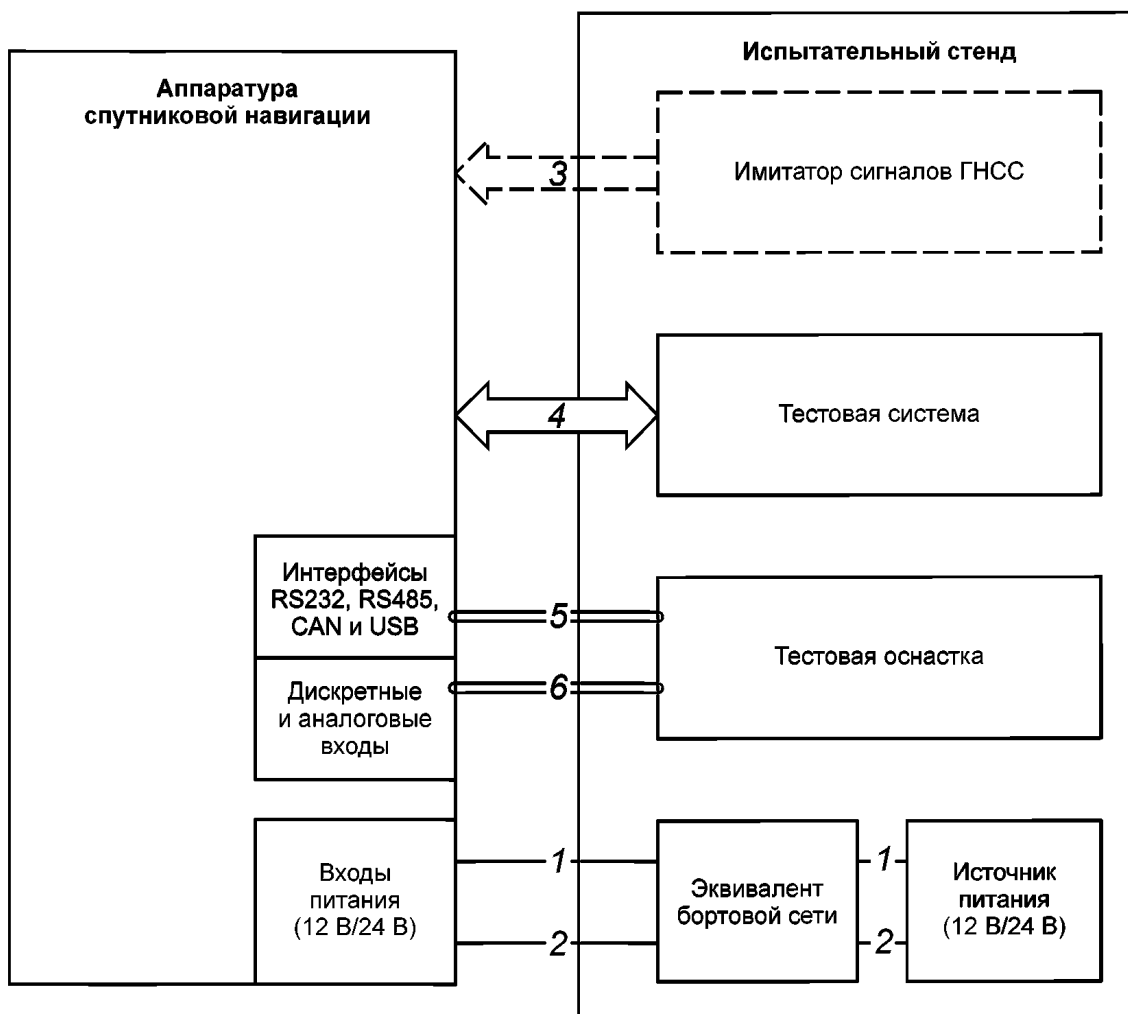 Испытательный стенд
Аппаратура
спутниковой навигации
3
Имитатор сигналов ГНСС
4
Тестовая система
Интерфейсы
RS232, RS485,
CAN и USB
5
Тестовая оснастка
6
Дискретные
и аналоговые
входы
Входы
питания
(12 В/24 В)
1
2
Эквивалент
бортовой сети
1
2
Источник
питания
(12 В/24 В)